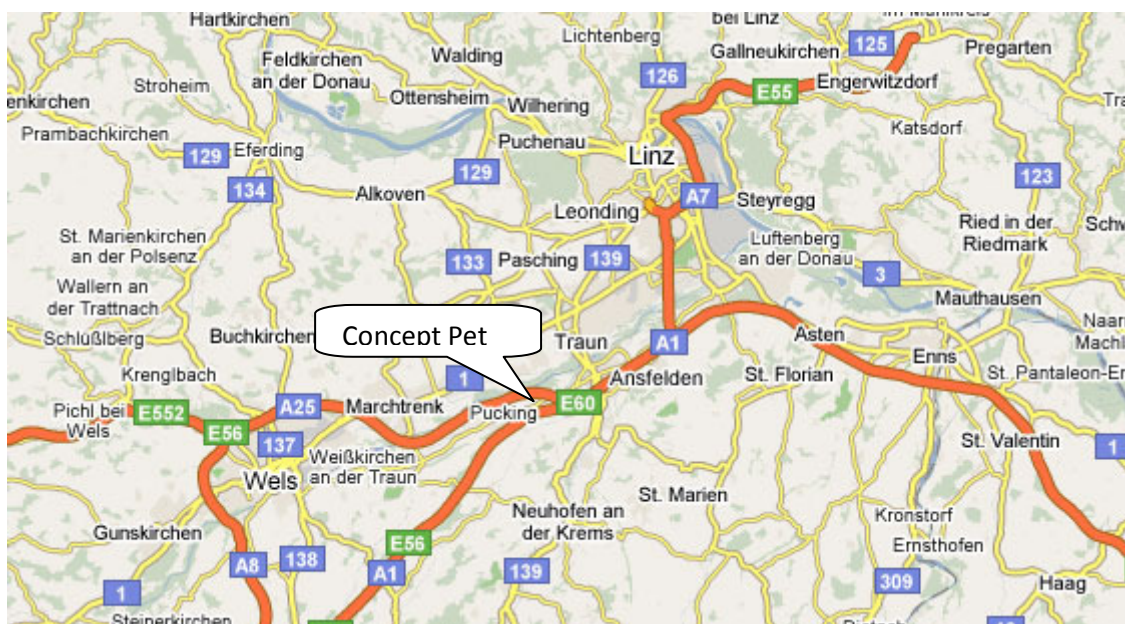 Hartkirchen
bei Linz
Lichtenberg
Gallneukirchen
125
Pregarten
Feldkirchen
an der Donau
Walding
126
Engerwitzdorf
Stroheim
Ottensheim
Wilhering
E55
enkirchen
Prambachkirchen
Puchenau
Katsdorf
129
Eferding
Linz
129
134
Alkoven
A7
Steyregg
123
Leonding
Ried in der
Riedmark
Schw
St. Marienkirchen
an der Polsenz
133
Pasching
139
Luftenberg
an der Donau
3
Wallern an
der Trattnach
Mauthausen
Schlüßlberg
Buchkirchen
Concept Pet
Traun
A1
Asten
Enns
Naarn
Machl
Krenglbach
1
Ansfelden
St. Florian
St. Pantaleon-Er
Pichl bei
Wels
E552
E56
A25
Marchtrenk
Pucking
E60
137
Weißkirchen
an der Traun
St. Valentin
1
Wels
St. Marien
Gunskirchen
Neuhofen an
der Krems
Kronstorf
E56
Ernsthofen
A8
138
A1
139
309
Haag
1
Steinerkirchen